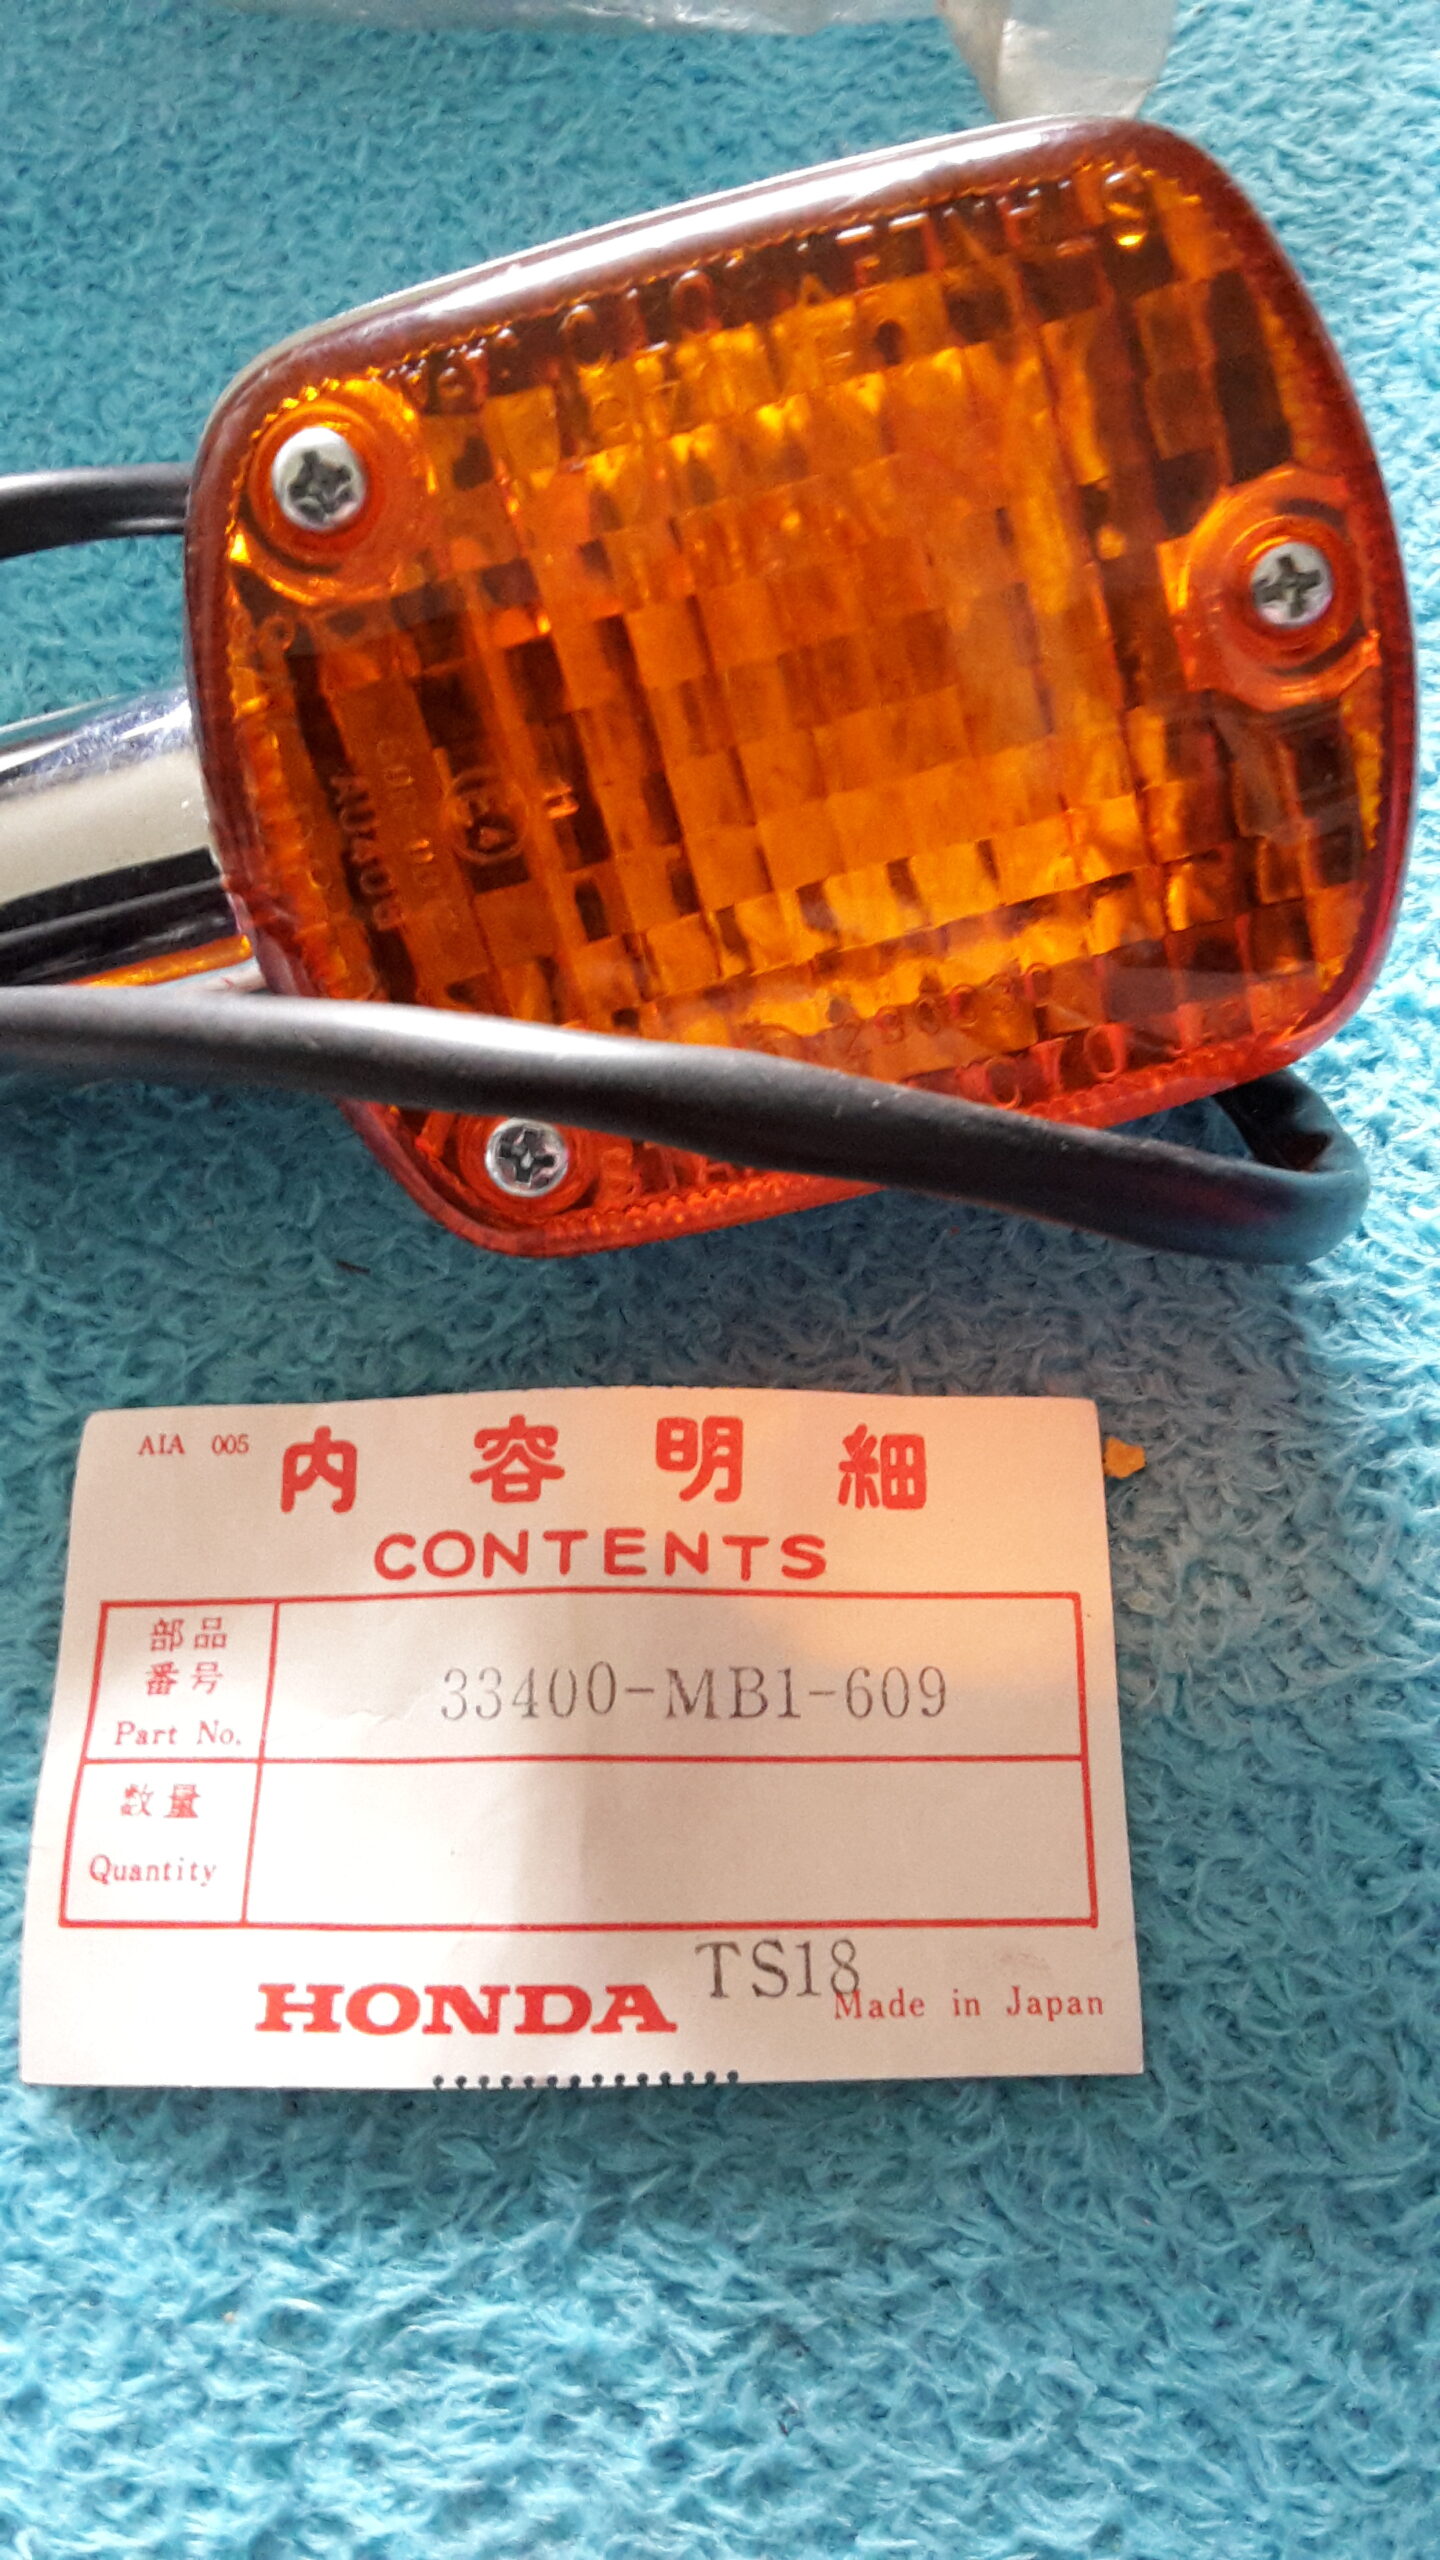 E4
AIA 005
内容明細
CONTENTS
部品
番号
Part No.
33400-MB1-609
数量
Quantity
HONDA
TS18
Made in Japan